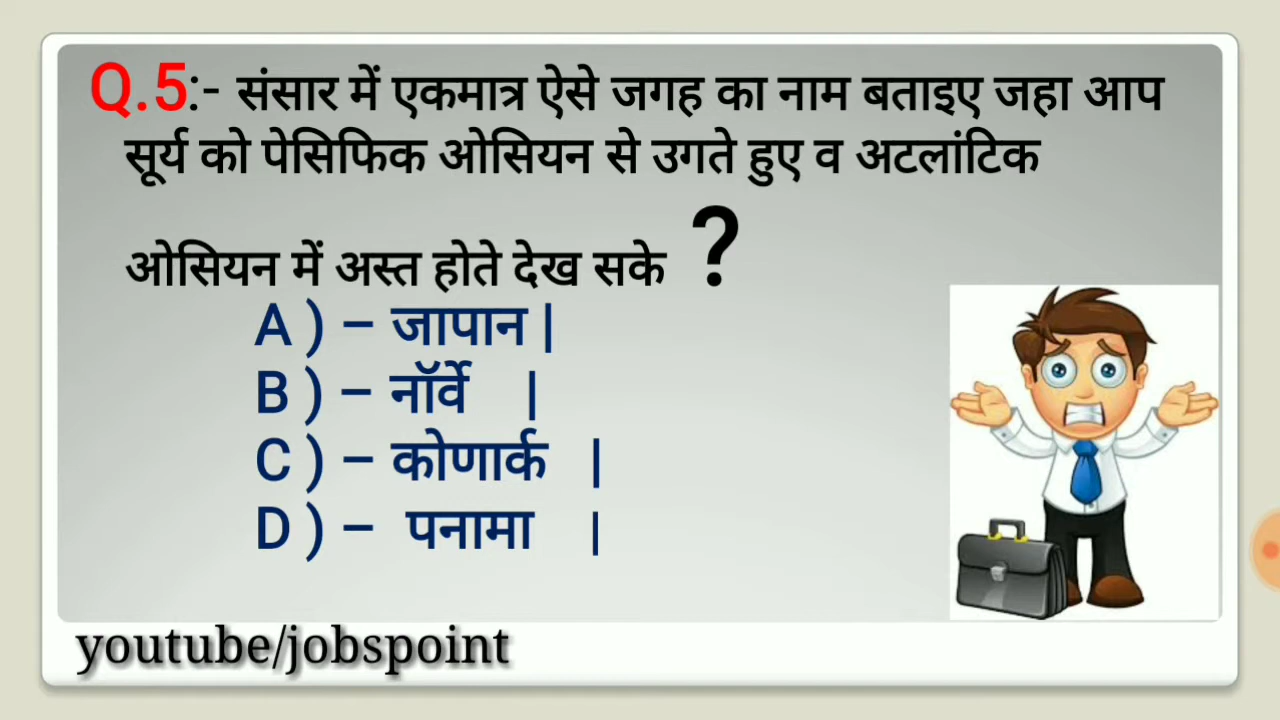 Q.5:- संसार में एकमात्र ऐसे जगह का नाम बताइए जहा आप
सूर्य को पेसिफिक ओसियन से उगते हुए व अटलांटिक
ओसियन में अस्त होते देख सके ?
A ) – जापान |
B ) – नॉर्वे |
C ) – कोणार्क |
D ) – पनामा |
youtube/jobspoint